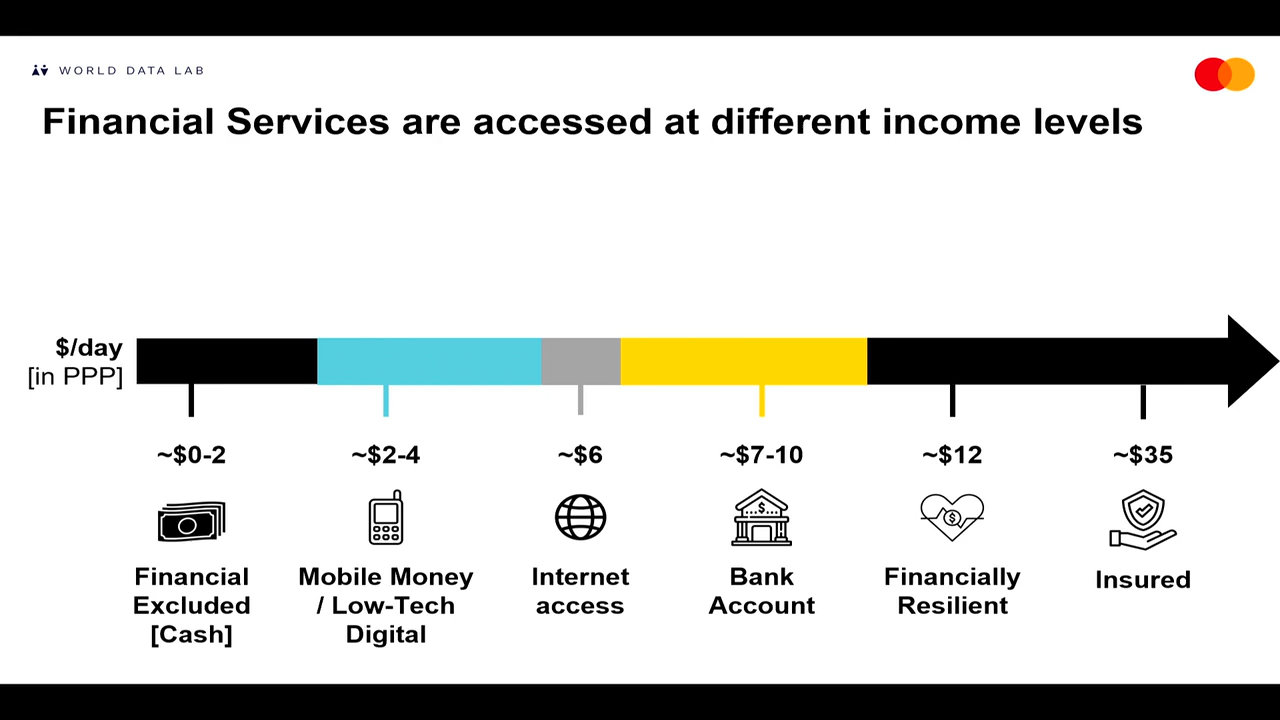 WORLD DATA LAB
Financial Services are accessed at different income levels
$/day
[in PPP]
~$0-2
~$2-4
~$6
~$7-10
~$12
~$35
$
$
Financial
Excluded
[Cash]
Mobile Money
/ Low-Tech
Digital
Internet
access
Bank
Account
Financially
Resilient
Insured